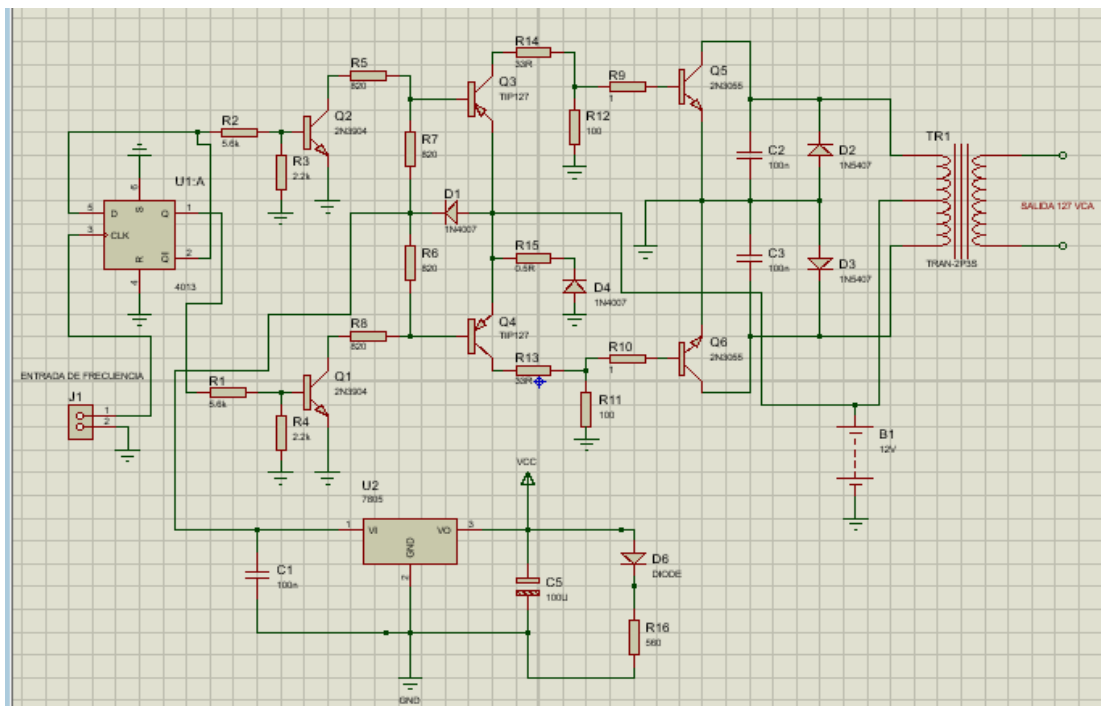 R14
33R
R5
820
Q3
TIP127
R9
1
Q5
2N3055
R2
5.6k
Q2
2N3904
R12
100
R7
820
R3
2.2k
C2
100n
D2
1N5407
TR1
U1:A
6
S
5
D
Q
1
3
CLK
2
R
4
4013
D1
1N4007
SALIDA 127 VCA
R6
820
R15
0.5R
C3
100n
D3
1N5407
TRAN-2P3S
D4
1N4007
R8
820
Q4
TIP127
R13
33R
R10
1
Q6
2N3055
ENTRADA DE FRECUENCIA
R1
5.6k
Q1
2N3904
J1
1
2
R4
2.2k
R11
100
B1
12V
VCC
U2
7805
1
VI
VO
3
GND
2
C1
100n
C5
100U
D6
DIODE
R16
560
GND